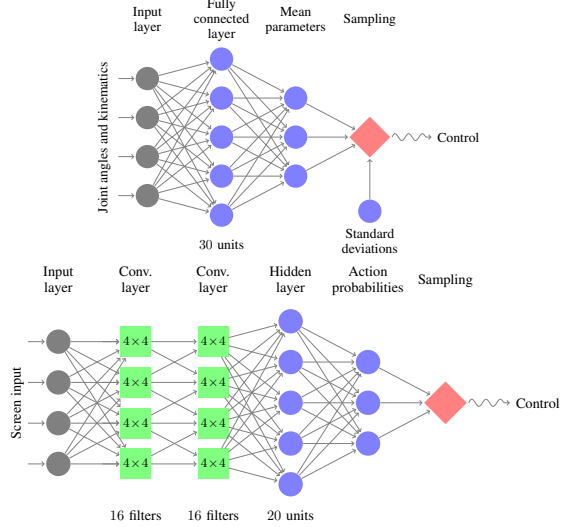 Input
layer
Fully
connected
layer
Mean
parameters
Sampling
Joint angles and kinematics
Control
30 units
Standard
deviations
Input
layer
Conv.
layer
Conv.
layer
Hidden
layer
Action
probabilities
Sampling
Screen input
4×4 4×4
4×4 4×4
4×4 4×4
4×4 4×4
Control
16 filters
16 filters
20 units